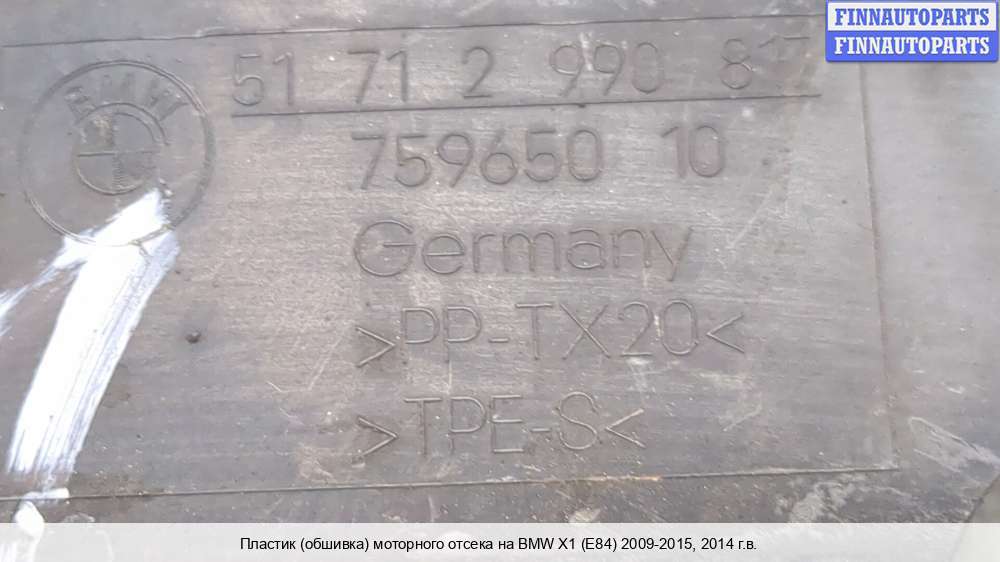 FINNAUTOPARTS
FINNAUTOPARTS
BMW
51 71 2 990 817
759650 10
Germany
>PP-TX20<
>TPE-S<
Пластик (обшивка) моторного отсека на BMW X1 (E84) 2009-2015, 2014 г.в.